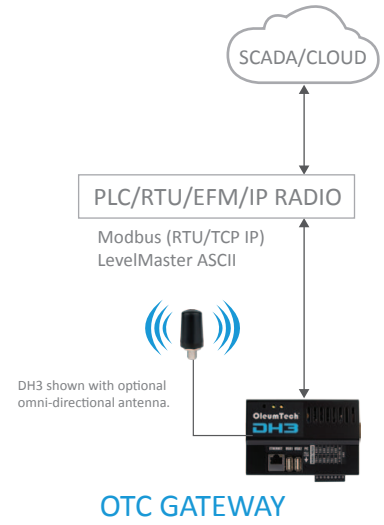 SCADA/CLOUD
PLC/RTU/EFM/IP RADIO
Modbus (RTU/TCP IP)
LevelMaster ASCII
DH3 shown with optional
omni-directional antenna.
OleumTech
DH3
ETHERNET
OTC GATEWAY